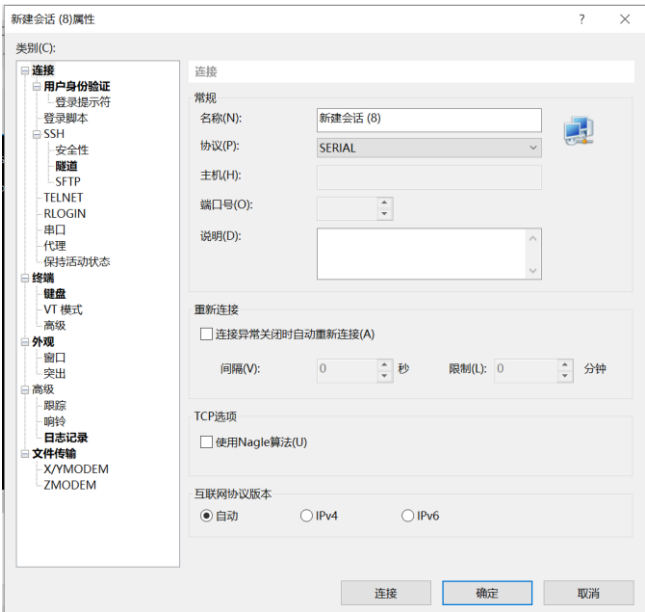 新建会话 (8)属性
?
×
类别(C):
连接
用户身份验证
登录提示符
登录脚本
SSH
安全性
隧道
SFTP
TELNET
RLOGIN
串口
代理
保持活动状态
终端
键盘
VT 模式
高级
外观
窗口
突出
高级
跟踪
响铃
日志记录
文件传输
X/YMODEM
ZMODEM
连接
常规
名称(N): 新建会话 (8)
协议(P): SERIAL
主机(H):
端口号(O):
说明(D):
重新连接
连接异常关闭时自动重新连接(A)
间隔(V): 0 秒 限制(L): 0 分钟
TCP选项
使用Nagle算法(U)
互联网协议版本
自动 IPv4 IPv6
连接 确定 取消